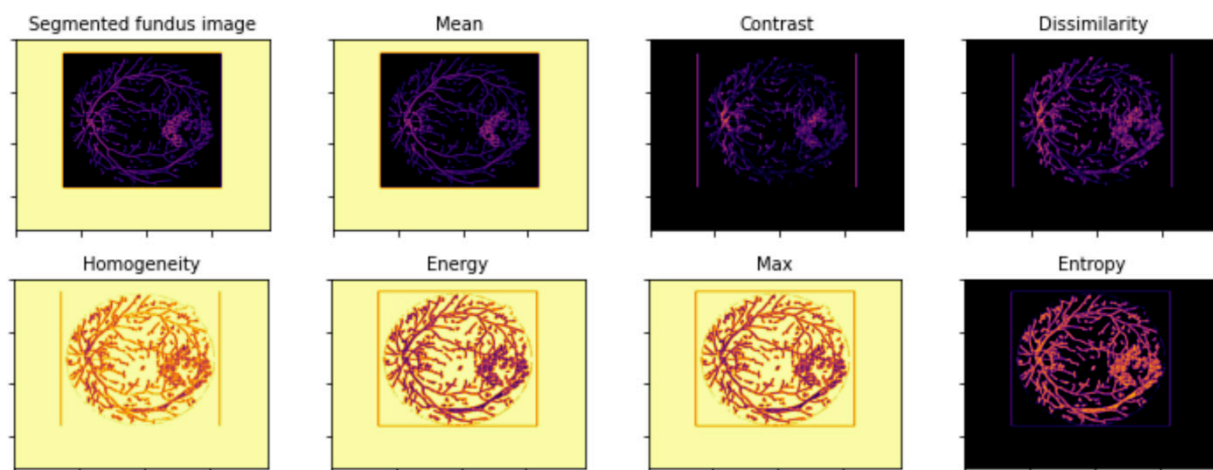 Segmented fundus image
Mean
Contrast
Dissimilarity
Homogeneity
Energy
Max
Entropy